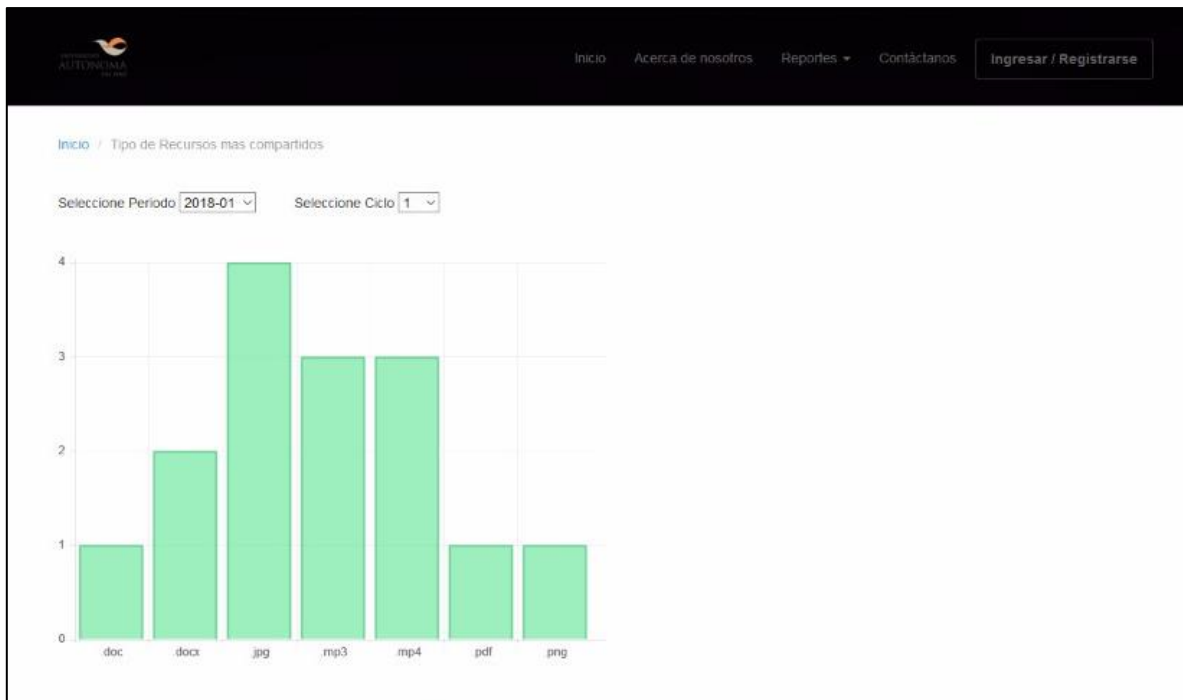 AUTONOMA
Inicio Acerca de nosotros Reportes Contáctanos Ingresar / Registrarse
Inicio / Tipo de Recursos mas compartidos
Seleccione Periodo 2018-01 Seleccione Ciclo 1
4
3
2
1
0
.doc .docx .jpg .mp3 .mp4 .pdf .png